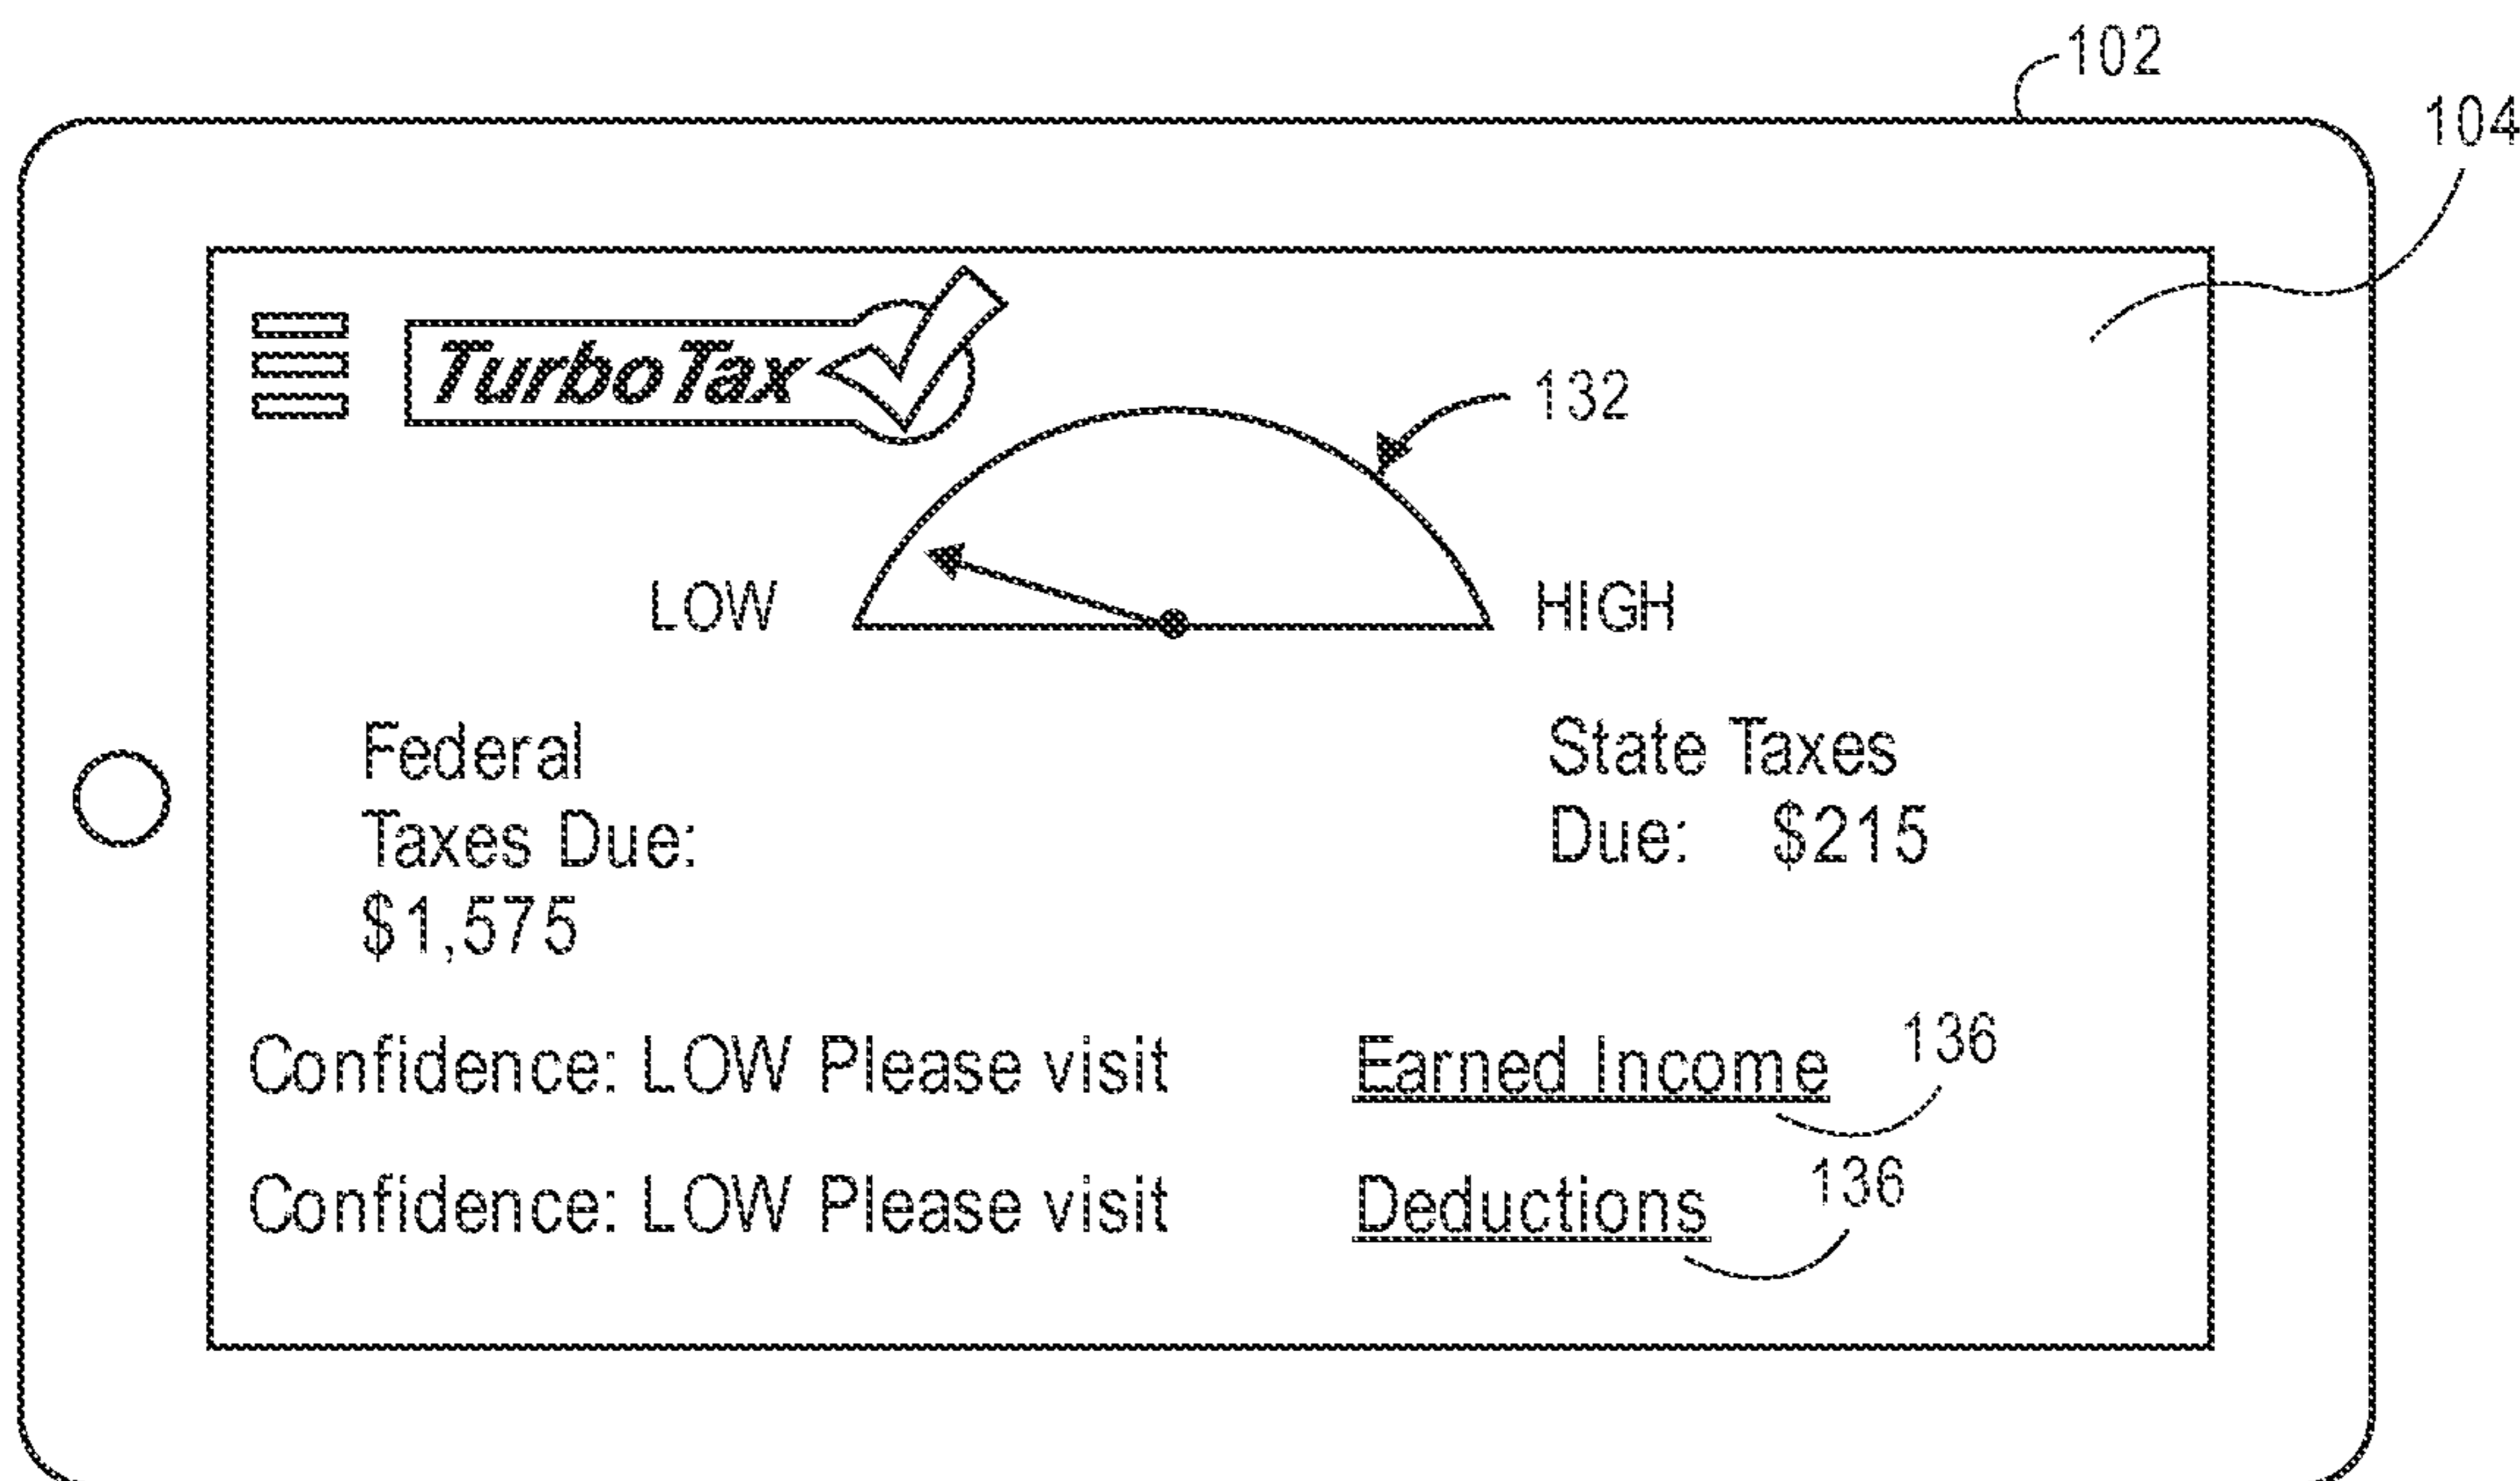 102
104
TurboTax
132
LOW
HIGH
Federal
Taxes Due:
$1,575
State Taxes
Due: $215
Confidence: LOW Please visit Earned Income 136
Confidence: LOW Please visit Deductions 136